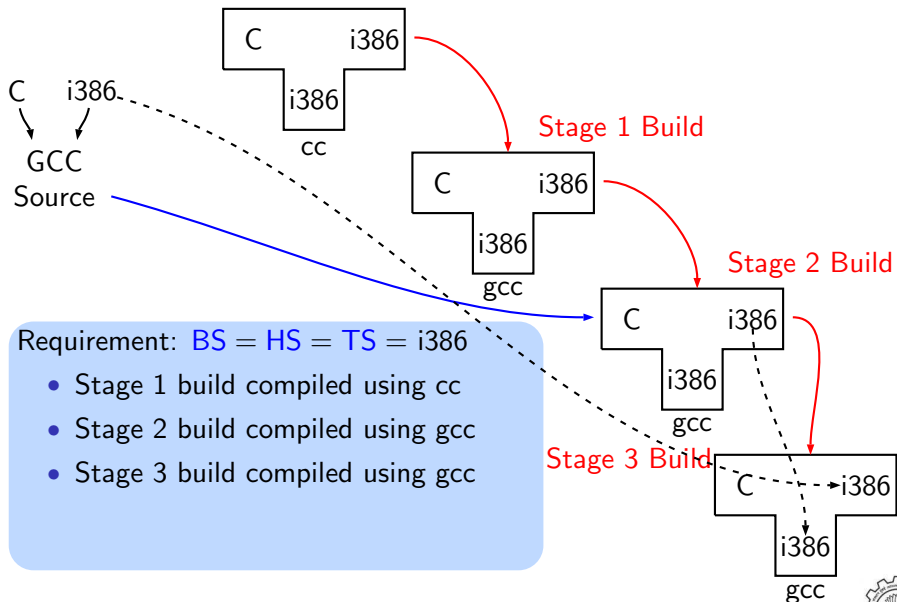 C i386
i386
cc
C i386
GCC
Source
Stage 1 Build
C i386
i386
gcc
Stage 2 Build
C i386
i386
gcc
Requirement: BS = HS = TS = i386
• Stage 1 build compiled using cc
• Stage 2 build compiled using gcc
• Stage 3 build compiled using gcc
Stage 3 Build
C i386
i386
gcc